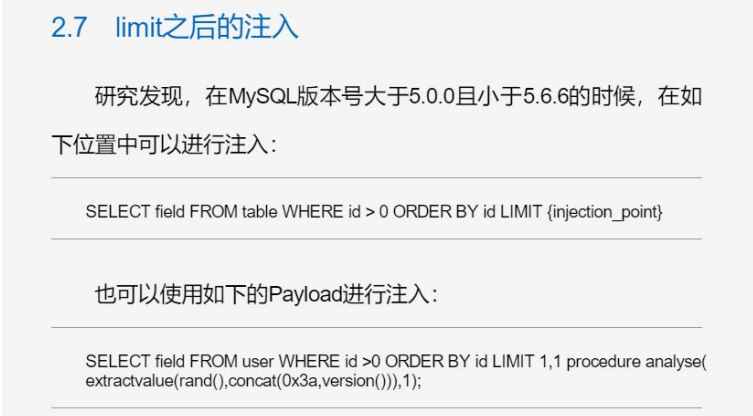 2.7 limit之后的注入
研究发现，在MySQL版本号大于5.0.0且小于5.6.6的时候，在如
下位置中可以进行注入：
SELECT field FROM table WHERE id > 0 ORDER BY id LIMIT {injection_point}
也可以使用如下的Payload进行注入：
SELECT field FROM user WHERE id >0 ORDER BY id LIMIT 1,1 procedure analyse(
extractvalue(rand(),concat(0x3a,version())),1);